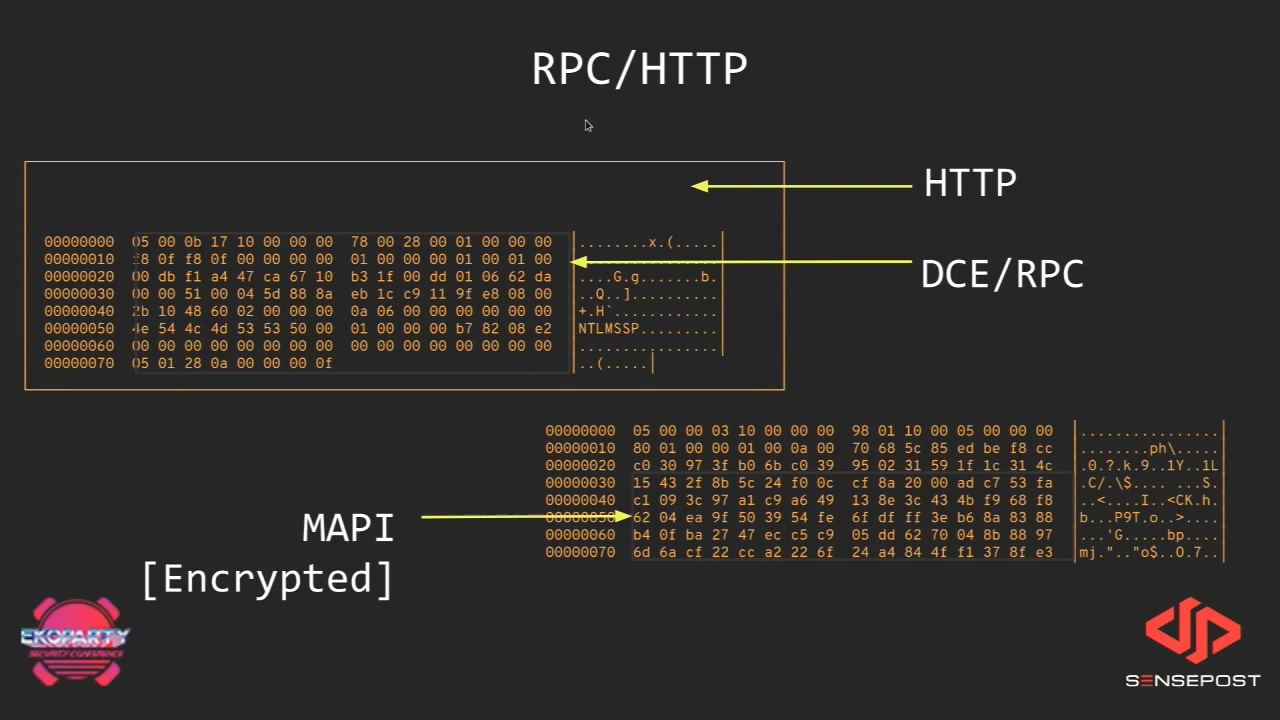 RPC/HTTP
HTTP
00000000 05 00 0b 17 10 00 00 00 78 00 28 00 01 00 00 00 |........x.(.....|
00000010 f8 0f f8 0f 00 00 00 00 01 00 00 00 01 00 01 00 |................|
00000020 00 db f1 a4 47 ca 67 10 b3 1f 00 dd 01 06 62 da |....G.g.......b.|
00000030 00 00 51 00 04 5d 88 8a eb 1c c9 11 9f e8 08 00 |..Q..]..........|
00000040 2b 10 48 60 02 00 00 00 0a 06 00 00 00 00 00 00 |+.H`............|
00000050 4e 54 4c 4d 53 53 50 00 01 00 00 00 b7 82 08 e2 |NTLMSSP.........|
00000060 00 00 00 00 00 00 00 00 00 00 00 00 00 00 00 00 |................|
00000070 05 01 28 0a 00 00 00 0f |..(.....|
DCE/RPC
00000000 05 00 00 03 10 00 00 00 98 01 10 00 05 00 00 00 |................|
00000010 80 01 00 00 01 00 0a 00 70 68 5c 85 ed be f8 cc |........ph\.....|
00000020 c0 30 97 3f b0 6b c0 39 95 02 31 59 1f 1c 31 4c |.0.?.k.9..1Y..1L|
00000030 15 43 2f 8b 5c 24 f0 0c cf 8a 20 00 ad c7 53 fa |.C/.\$.... ...S.|
00000040 c1 09 3c 97 a1 c9 a6 49 13 8e 3c 43 4b f9 68 f8 |..<....I..<CK.h.|
00000050 62 04 ea 9f 50 39 54 fe 6f df ff 3e b6 8a 83 88 |b...P9T.o..>....|
00000060 b4 0f ba 27 47 ec c5 c9 05 dd 62 70 04 8b 88 97 |...'G.....bp....|
00000070 6d 6a cf 22 cc a2 22 6f 24 a4 84 4f f1 37 8f e3 |mj.".."o$..O.7..|
MAPI
[Encrypted]
EKOPARTY
SECURITY CONFERENCE
SENSEPOST